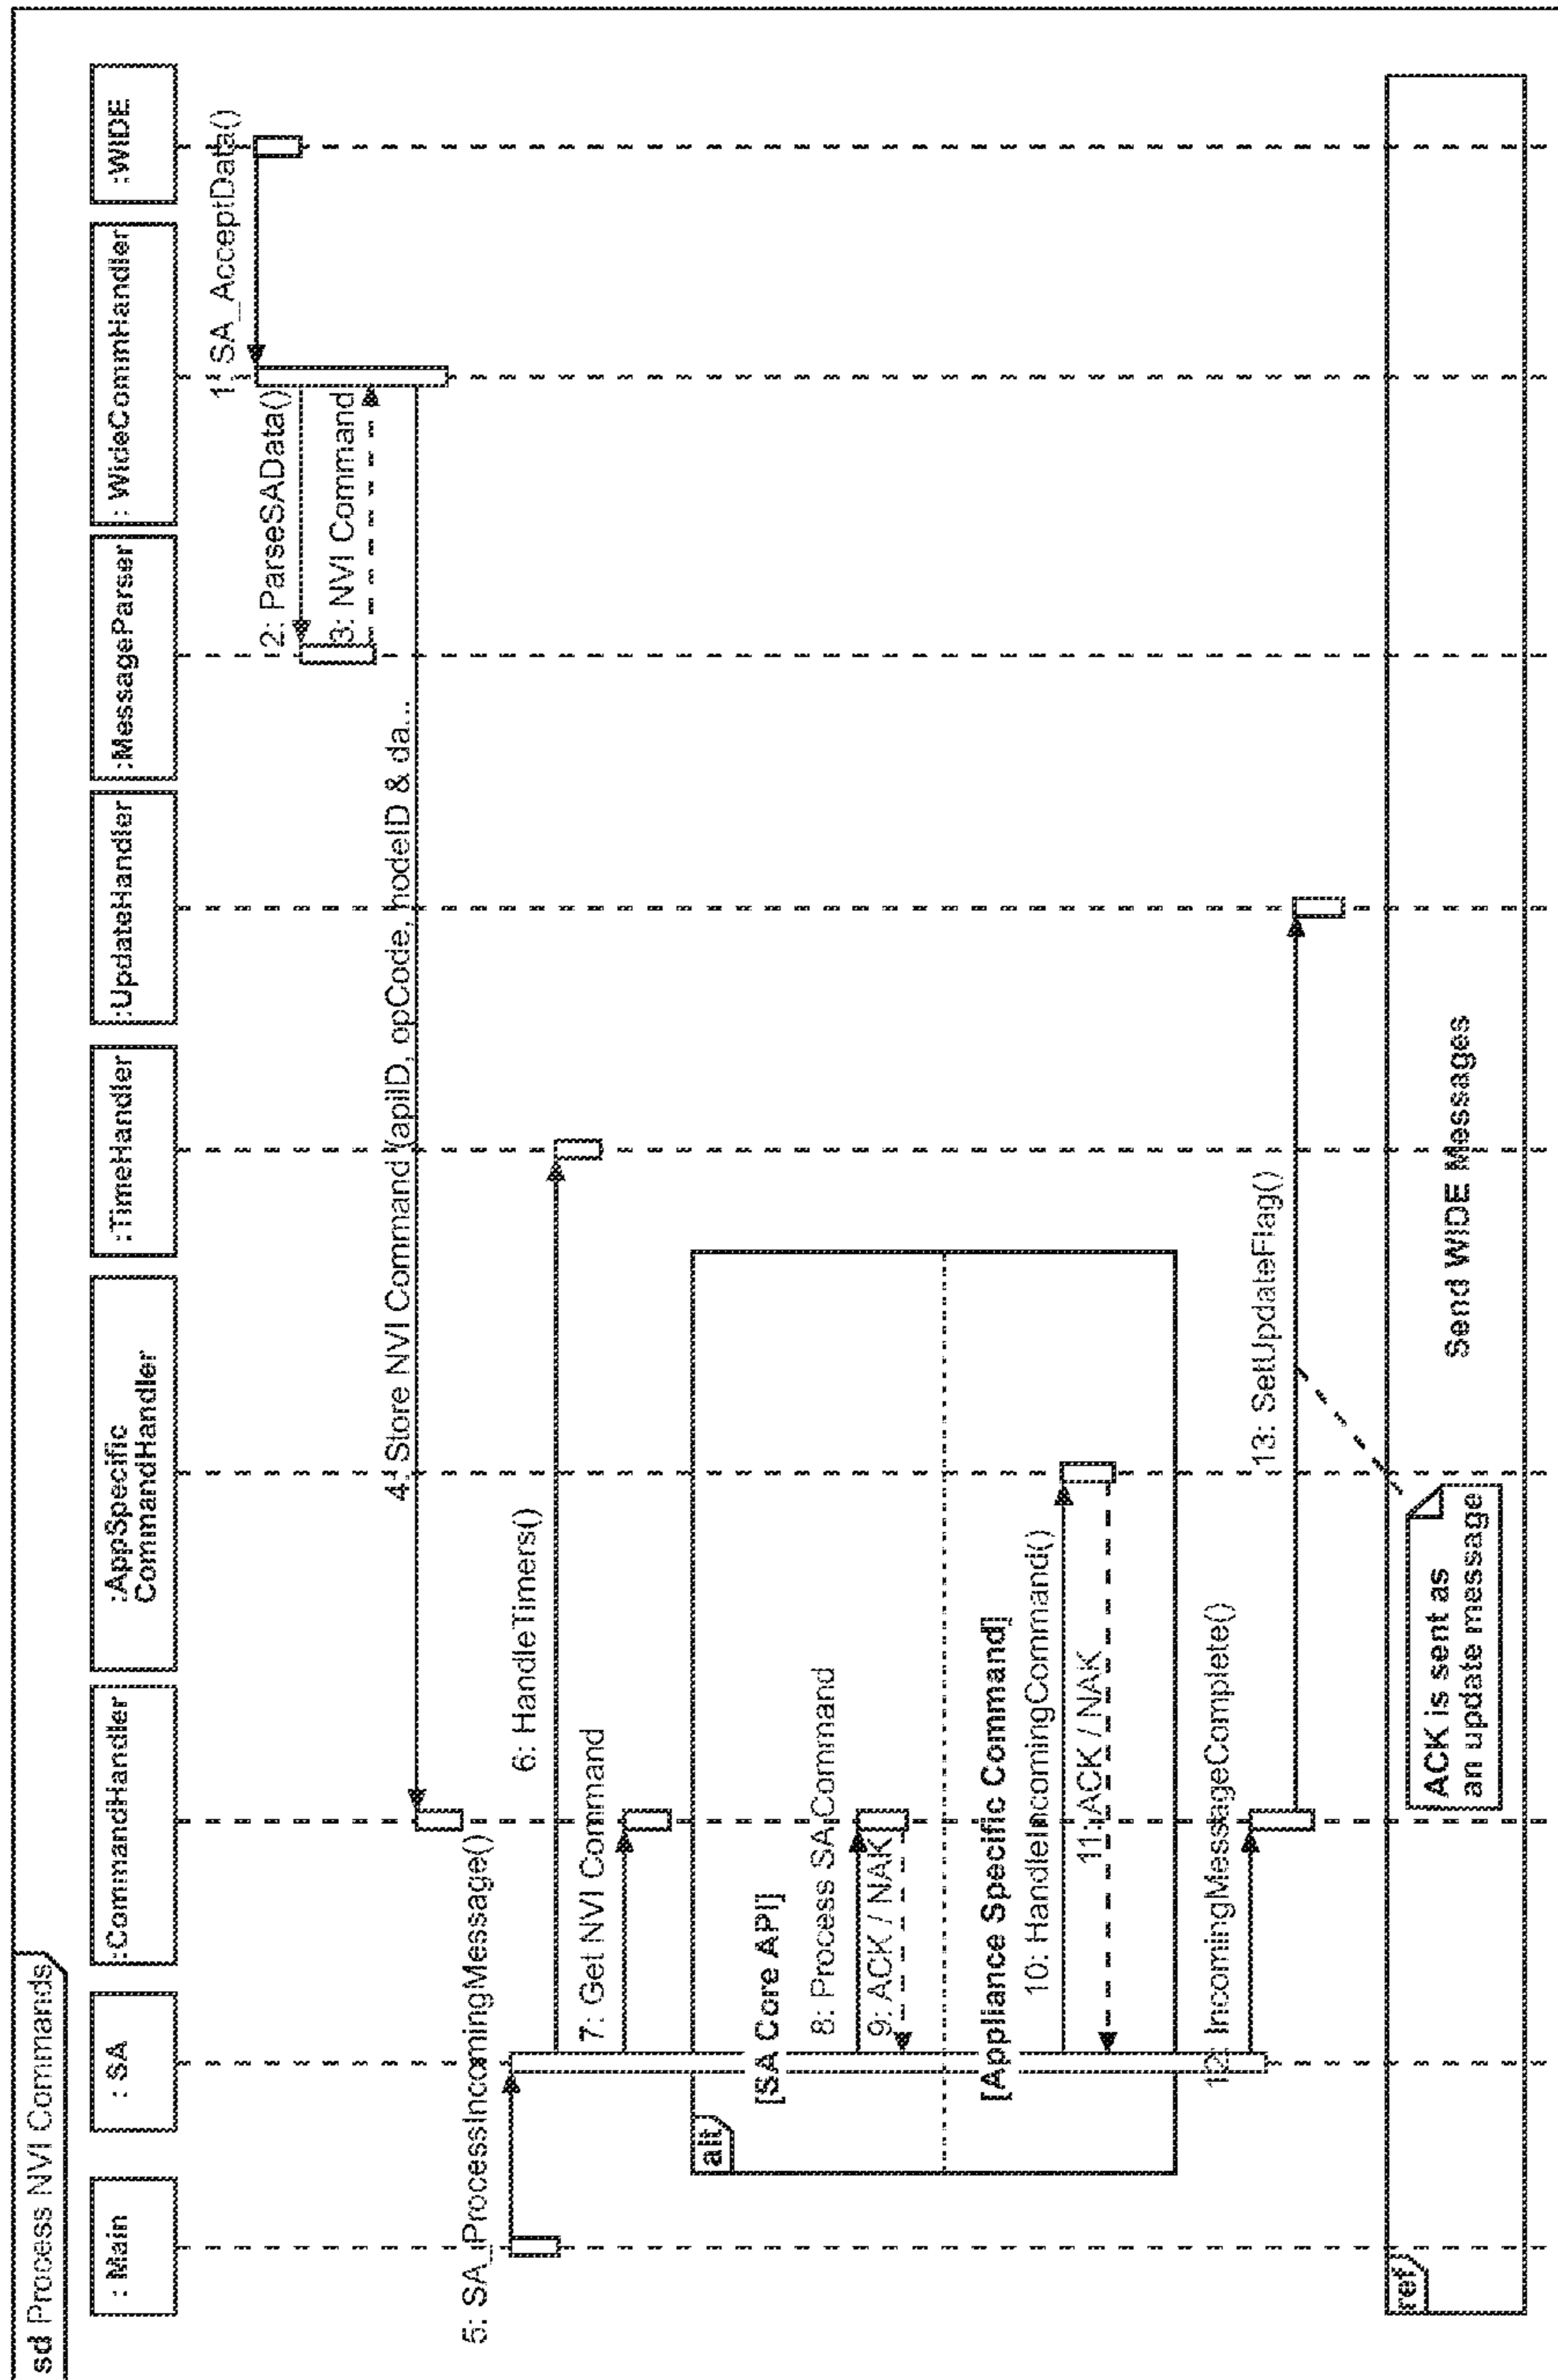 sd Process NVI Commands
: Main
: SA
:CommandHandler
:AppSpecific
CommandHandler
:TimeHandler
:UpdateHandler
:MessageParser
: WideCommHandler
:WIDE
1: SA_AcceptData()
2: ParseSAData()
3: NVI Command
4: Store NVI Command (apiID, opCode, nodeID & da...
5: SA_ProcessIncomingMessage()
6: HandleTimers()
7: Get NVI Command
alt
[SA Core API]
8: Process SA Command
9: ACK / NAK
[Appliance Specific Command]
10: HandleIncomingCommand()
11: ACK / NAK
12: IncomingMessageComplete()
13: SetUpdateFlag()
ACK is sent as
an update message
ref
Send WIDE Messages